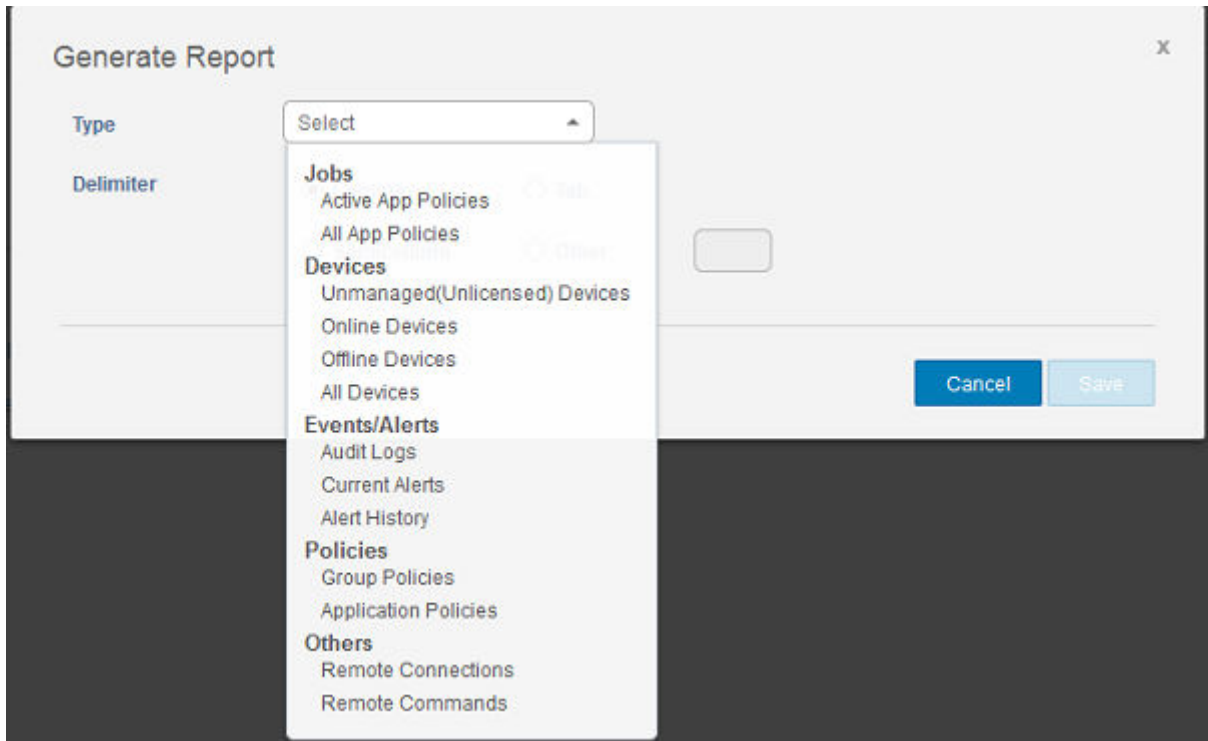 Generate Report
x
Type
Select
Delimiter
Jobs
Active App Policies
All App Policies
Devices
Unmanaged(Unlicensed) Devices
Online Devices
Offline Devices
All Devices
Events/Alerts
Audit Logs
Current Alerts
Alert History
Policies
Group Policies
Application Policies
Others
Remote Connections
Remote Commands
Tab
Other
Cancel
Save